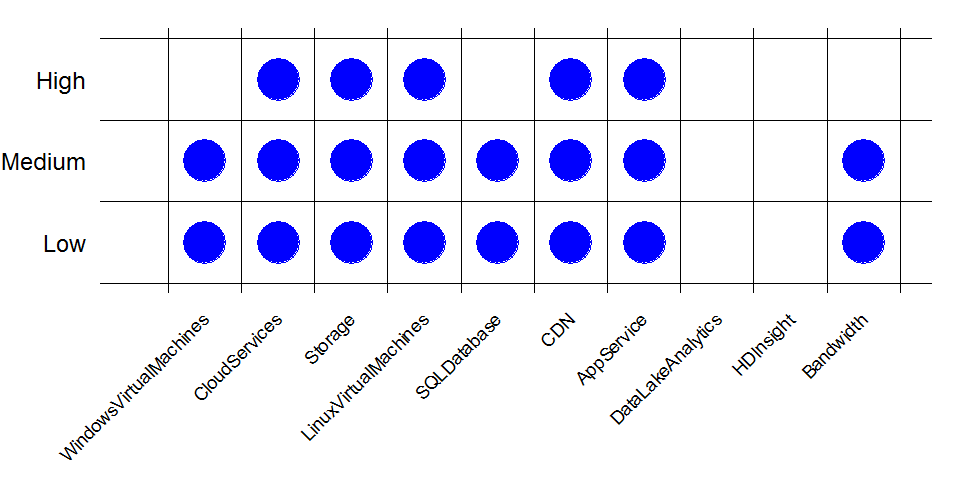 High
Medium
Low
WindowsVirtualMachines
CloudServices
Storage
LinuxVirtualMachines
SQLDatabase
CDN
AppService
DataLakeAnalytics
HDInsight
Bandwidth